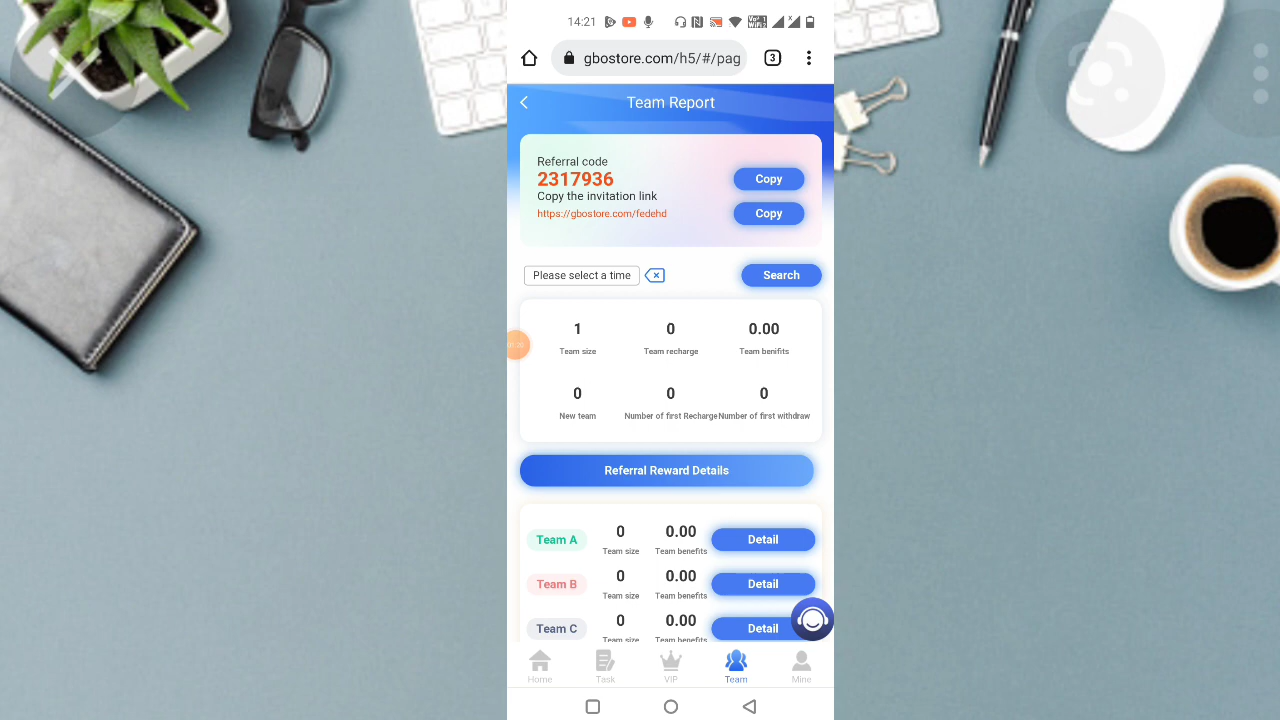 14:21
gbostore.com/h5/#/pag
3
Team Report
Referral code
2317936
Copy
Copy the invitation link
https://gbostore.com/fedehd
Copy
Please select a time
Search
1 0 0.00
Team size Team recharge Team benifits
0 0 0
New team Number of first Recharge Number of first withdraw
Referral Reward Details
Team A 0 0.00 Detail
Team size Team benefits
Team B 0 0.00 Detail
Team size Team benefits
Team C 0 0.00 Detail
Team size Team benefits
Home Task VIP Team Mine